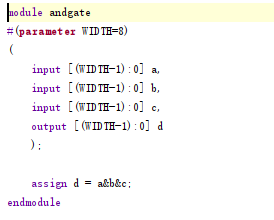 module andgate
#(parameter WIDTH=8)
(
input [(WIDTH-1):0] a,
input [(WIDTH-1):0] b,
input [(WIDTH-1):0] c,
output [(WIDTH-1):0] d
);
assign d = a&b&c;
endmodule